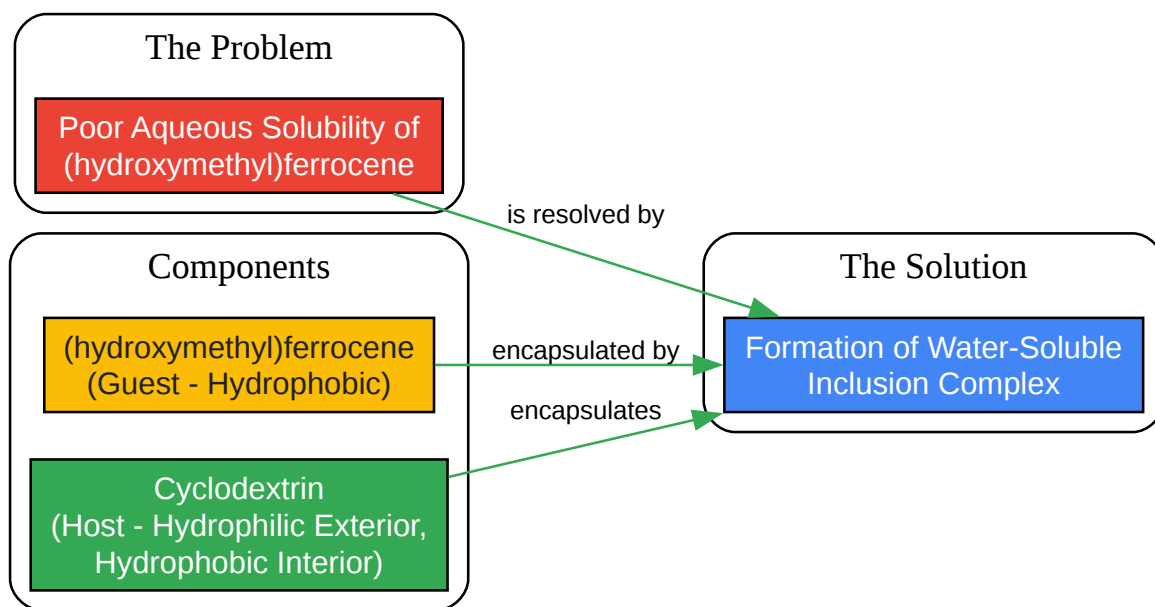 The Problem
Poor Aqueous Solubility of
(hydroxymethyl)ferrocene
is resolved by
Components
(hydroxymethyl)ferrocene
(Guest - Hydrophobic)
encapsulated by
encapsulates
Cyclodextrin
(Host - Hydrophilic Exterior,
Hydrophobic Interior)
The Solution
Formation of Water-Soluble
Inclusion Complex